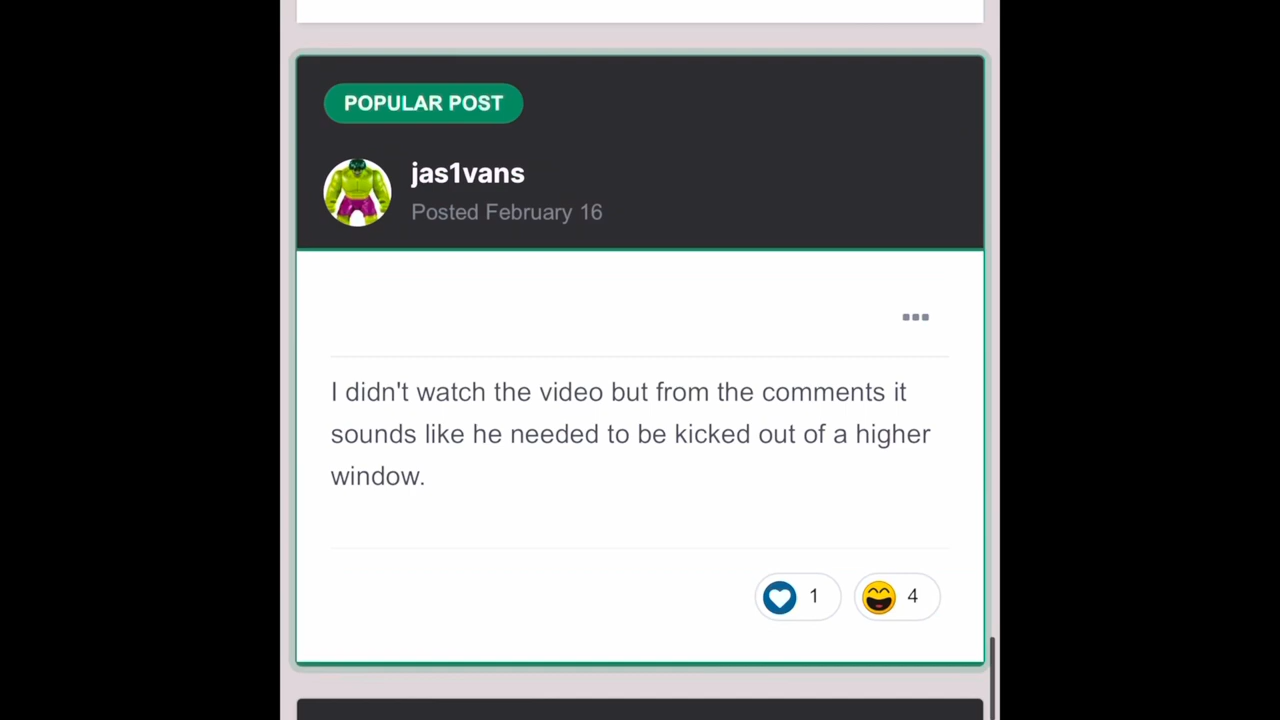 POPULAR POST
jas1vans
Posted February 16
I didn't watch the video but from the comments it
sounds like he needed to be kicked out of a higher
window.
1 4